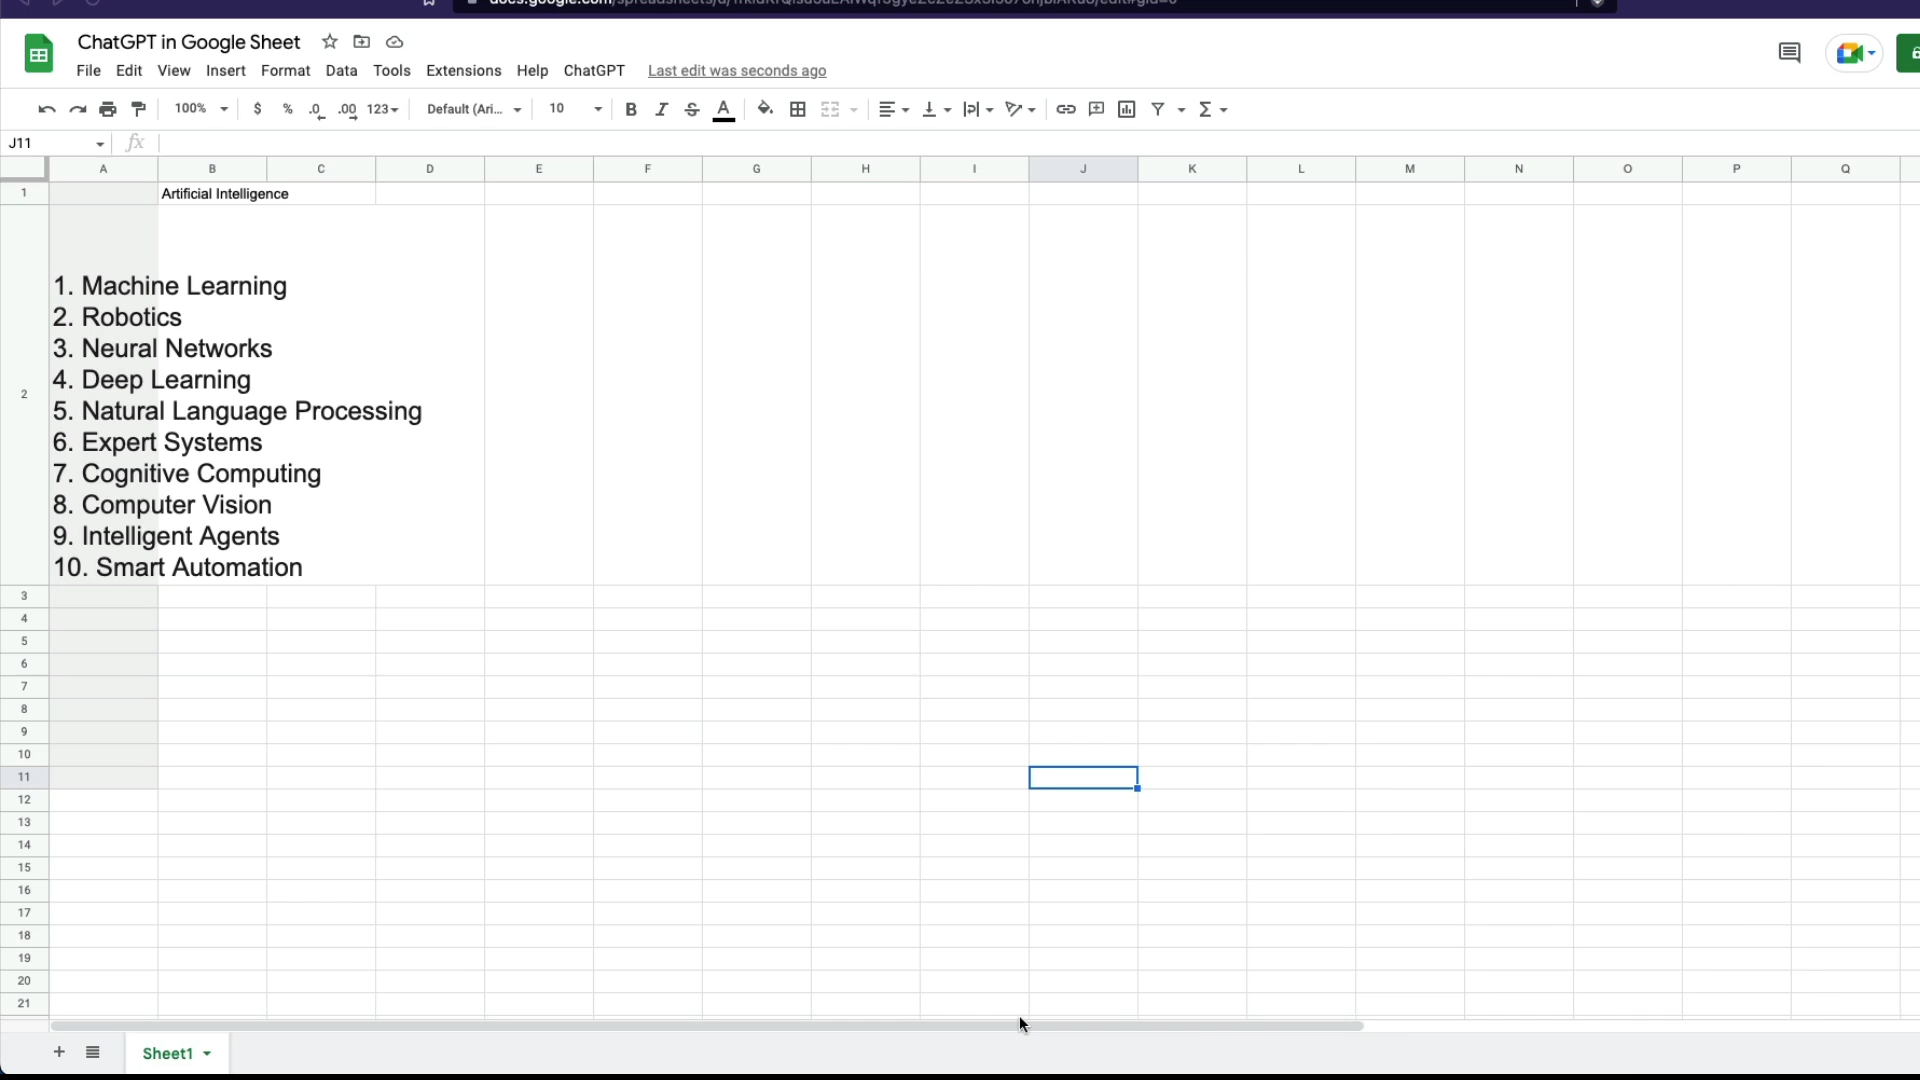 ChatGPT in Google Sheet
File Edit View Insert Format Data Tools Extensions Help ChatGPT Last edit was seconds ago
100% $ % .0 .00 123 Default (Ari... 10 B I S A
J11 fx
A B C D E F G H I J K L M N O P Q
1 Artificial Intelligence
2
1. Machine Learning
2. Robotics
3. Neural Networks
4. Deep Learning
5. Natural Language Processing
6. Expert Systems
7. Cognitive Computing
8. Computer Vision
9. Intelligent Agents
10. Smart Automation
3
4
5
6
7
8
9
10
11
12
13
14
15
16
17
18
19
20
21
Sheet1